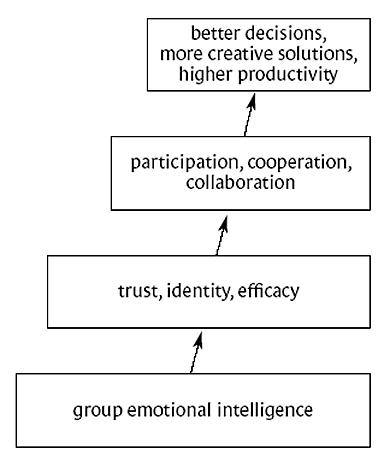 better decisions,
more creative solutions,
higher productivity
participation, cooperation,
collaboration
trust, identity, efficacy
group emotional intelligence